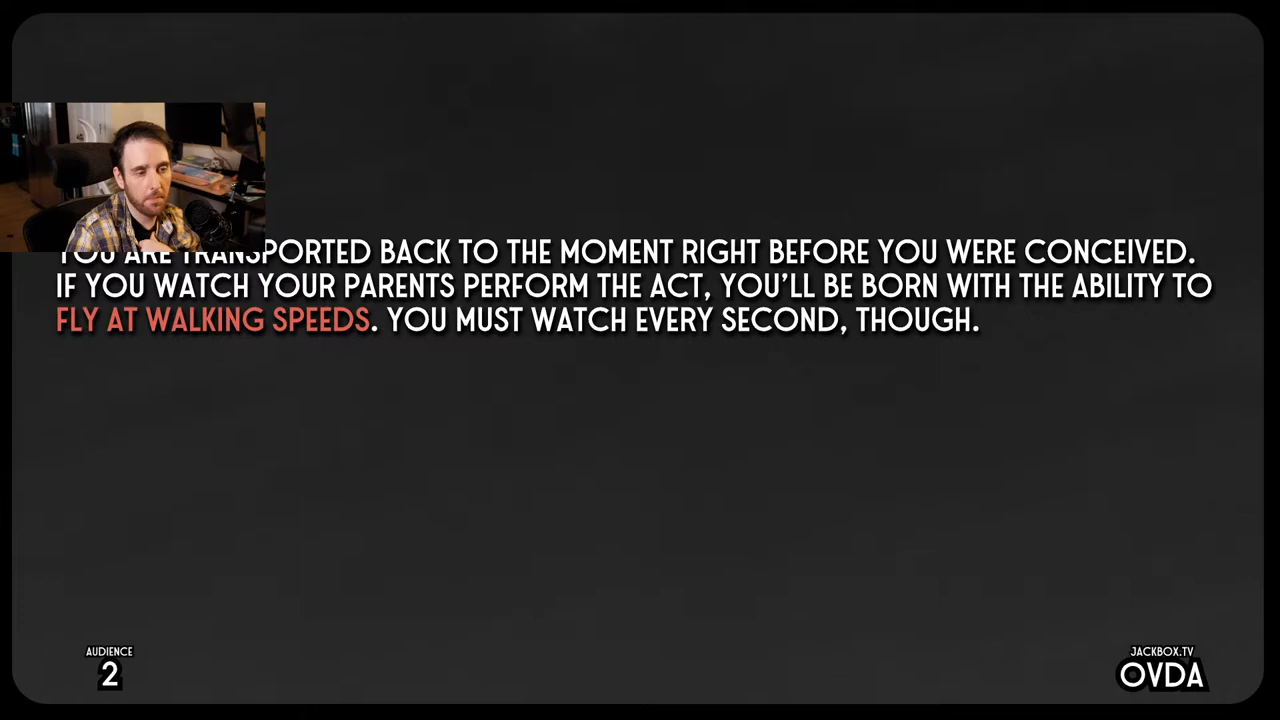 YOU ARE TRANSPORTED BACK TO THE MOMENT RIGHT BEFORE YOU WERE CONCEIVED.
IF YOU WATCH YOUR PARENTS PERFORM THE ACT, YOU'LL BE BORN WITH THE ABILITY TO
FLY AT WALKING SPEEDS. YOU MUST WATCH EVERY SECOND, THOUGH.
AUDIENCE
2
JACKBOX.TV
OVDA